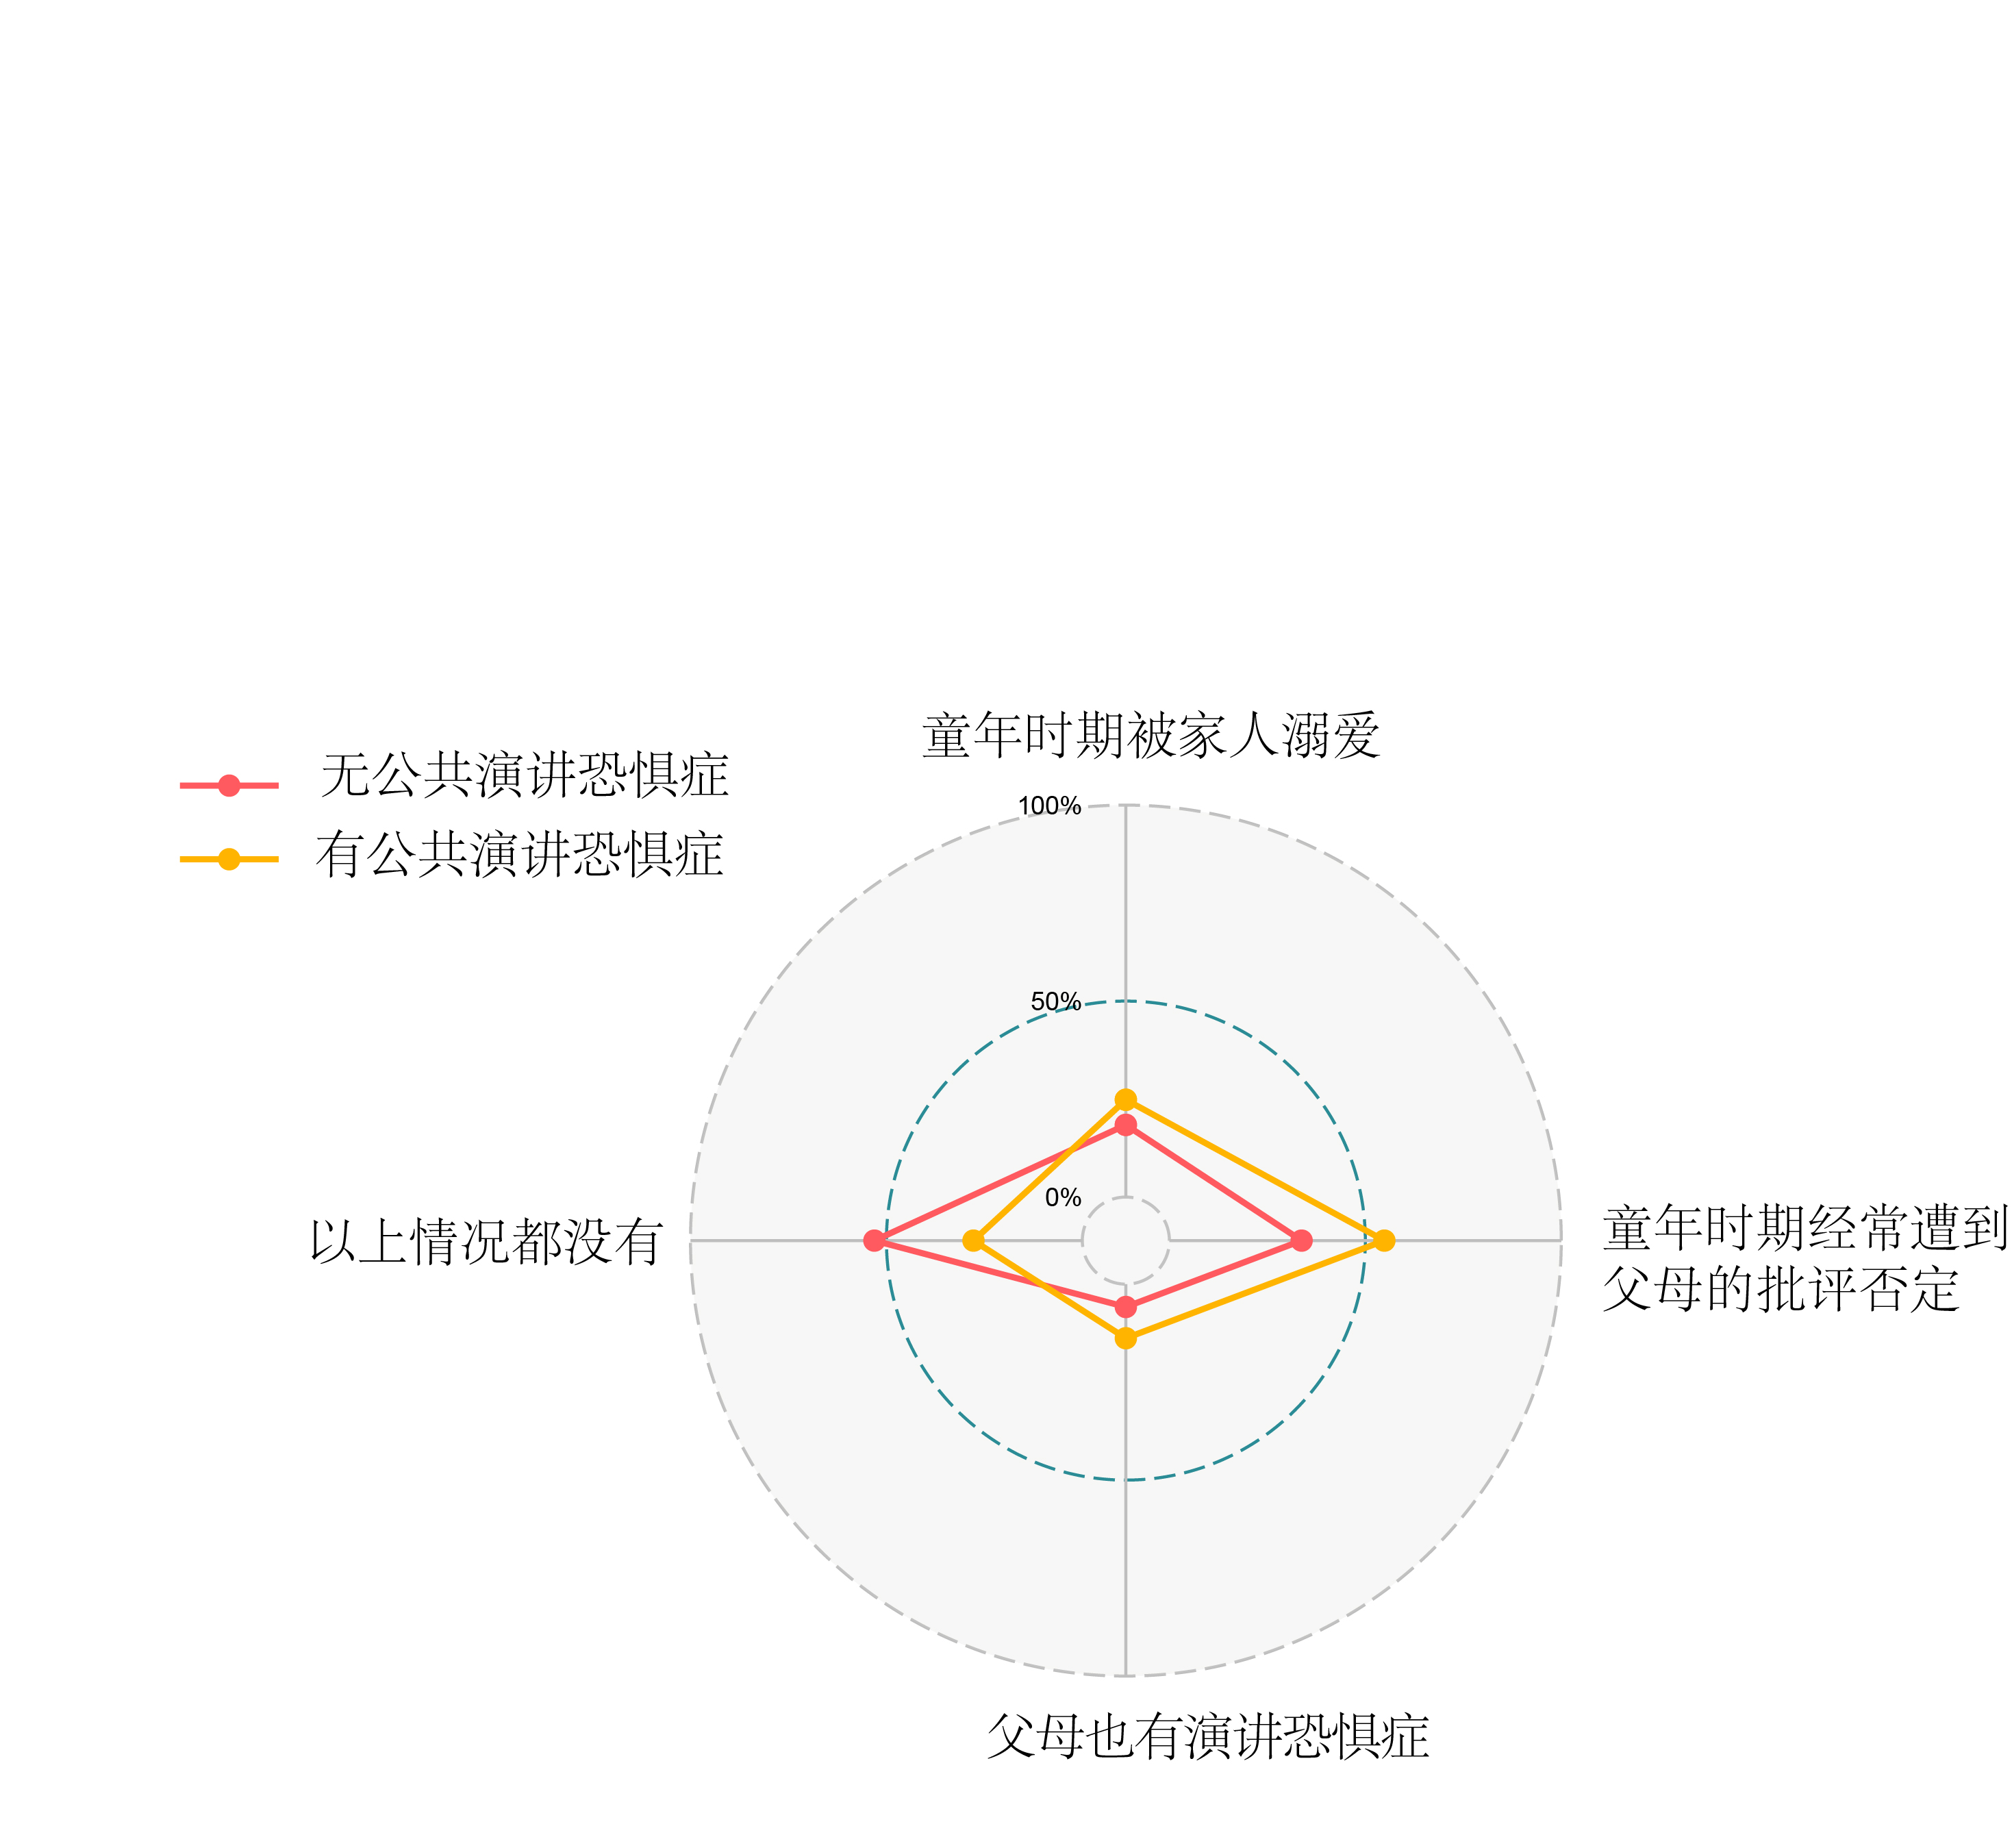 童年时期被家人溺爱
无公共演讲恐惧症
有公共演讲恐惧症
100%
50%
0%
以上情况都没有
童年时期经常遭到
父母的批评否定
父母也有演讲恐惧症